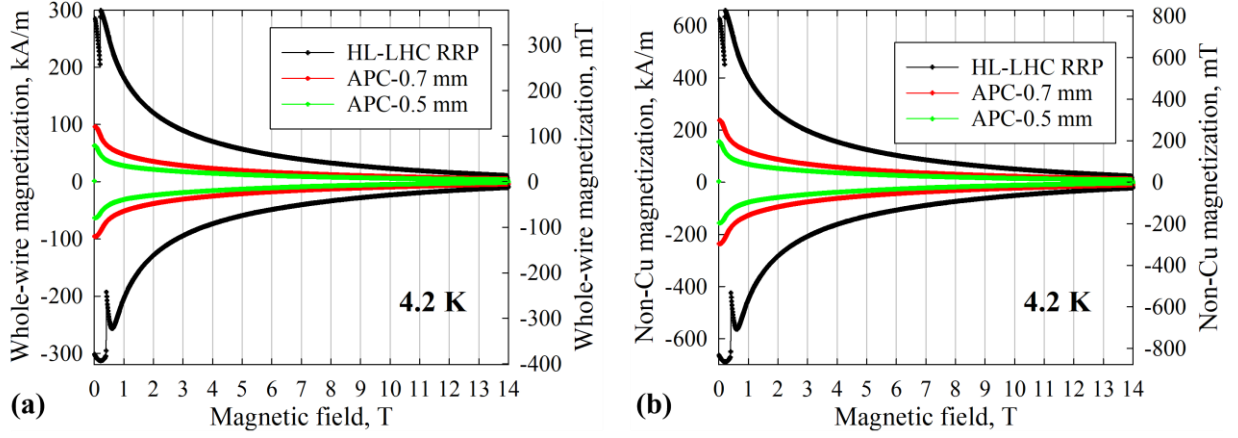 Whole-wire magnetization, kA/m
300
200
100
0
-100
-200
-300
HL-LHC RRP
APC-0.7 mm
APC-0.5 mm
4.2 K
300
200
100
0
-100
-200
-300
-400
Whole-wire magnetization, mT
0 1 2 3 4 5 6 7 8 9 10 11 12 13 14
(a)
Magnetic field, T
Non-Cu magnetization, kA/m
600
400
200
0
-200
-400
-600
HL-LHC RRP
APC-0.7 mm
APC-0.5 mm
4.2 K
800
600
400
200
0
-200
-400
-600
-800
Non-Cu magnetization, mT
0 1 2 3 4 5 6 7 8 9 10 11 12 13 14
(b)
Magnetic field, T